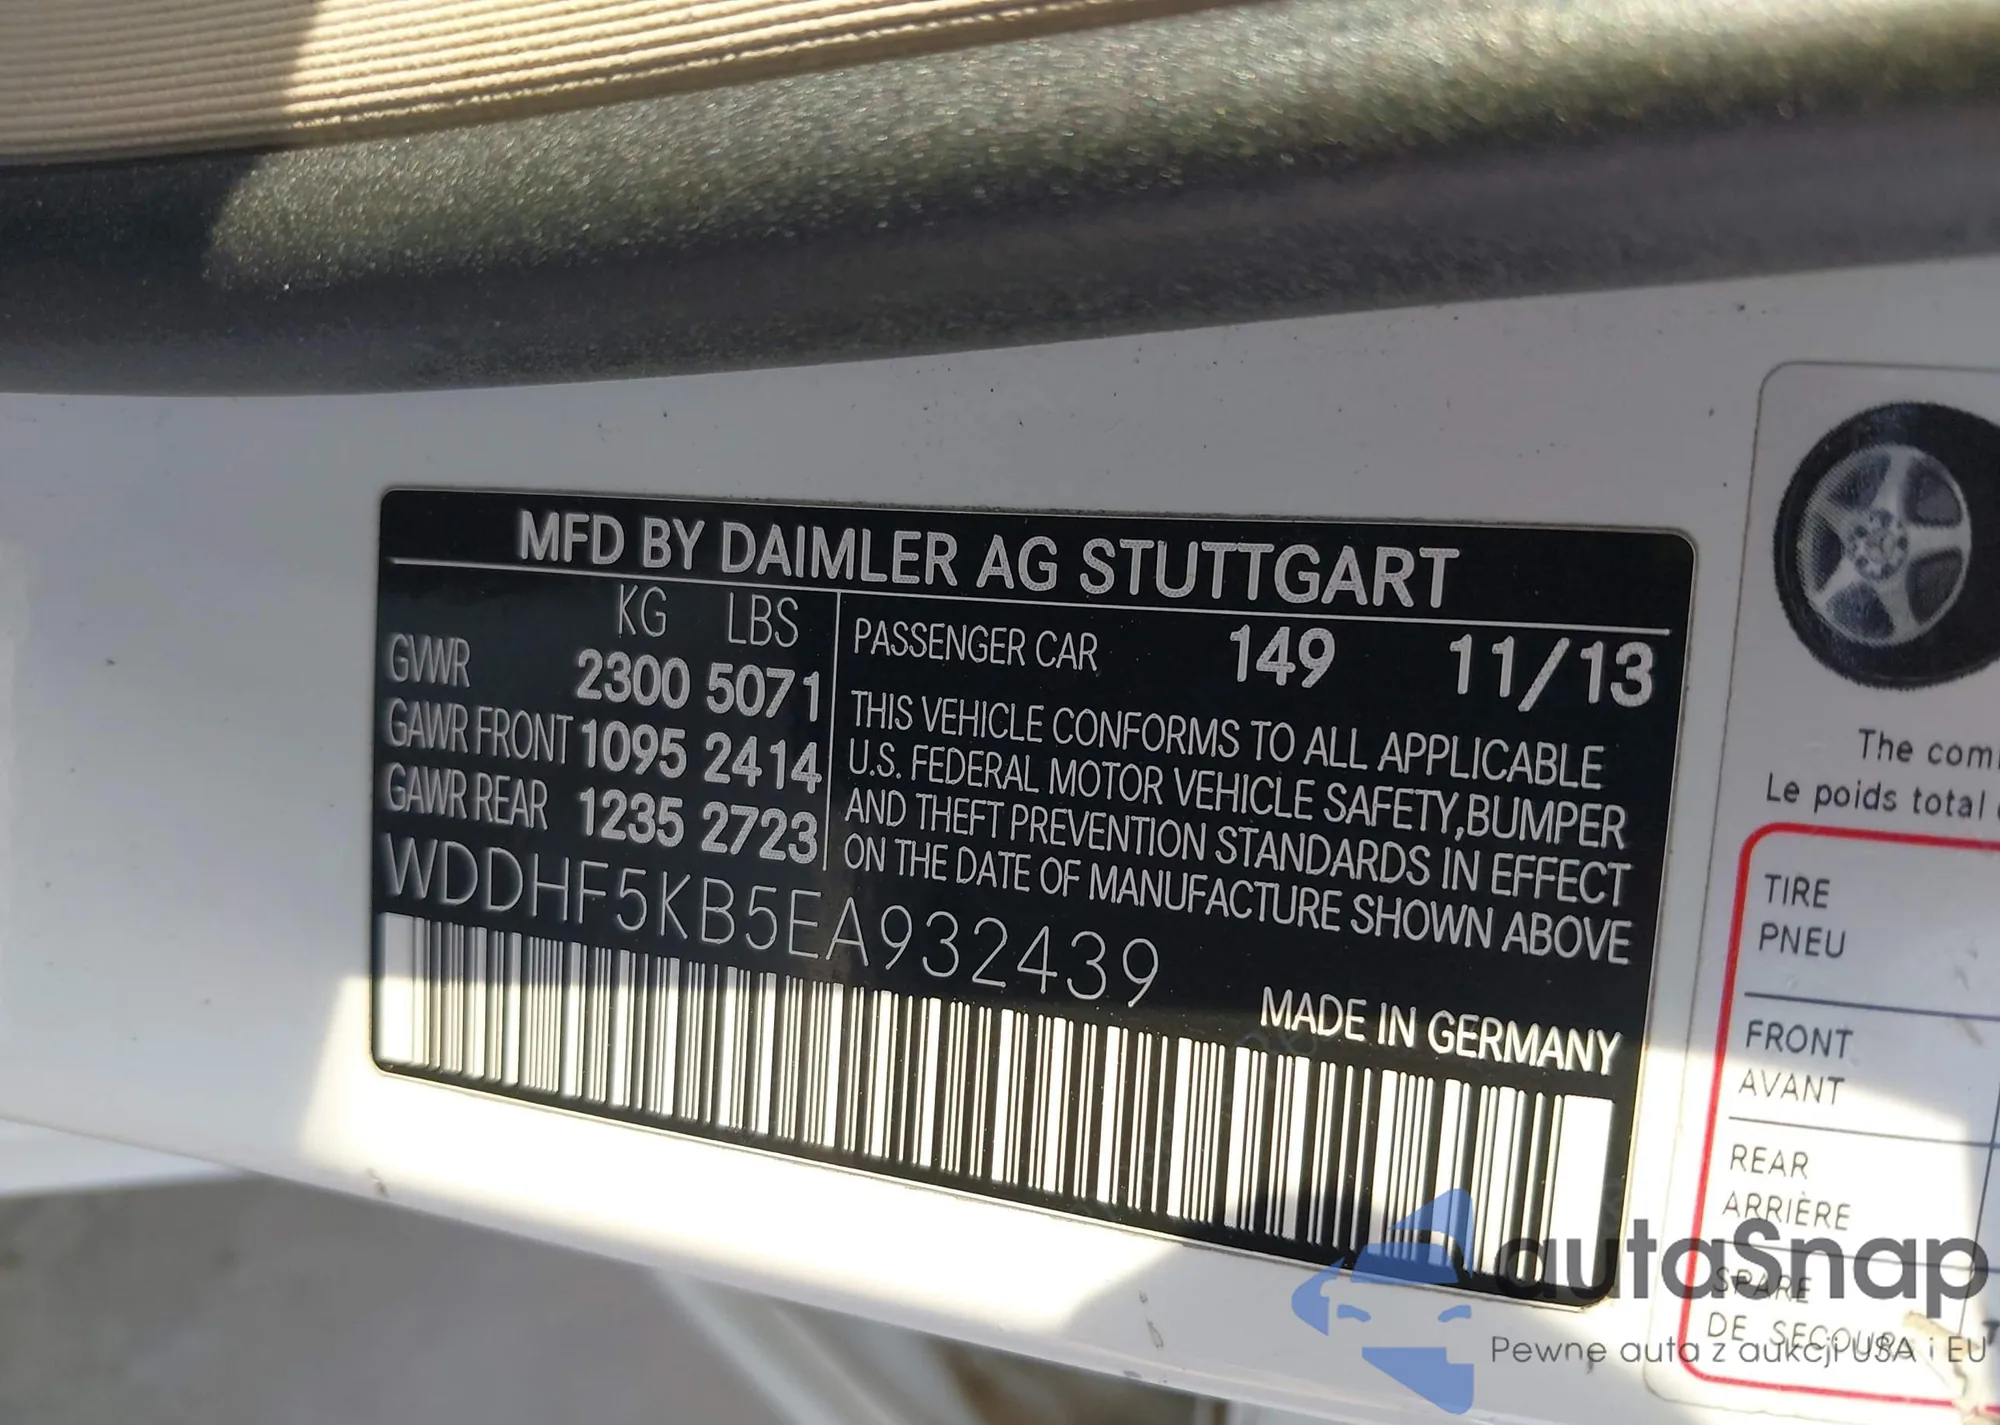 MFD BY DAIMLER AG STUTTGART
KG LBS
GVWR 2300 5071
GAWR FRONT 1095 2414
GAWR REAR 1235 2723
PASSENGER CAR 149 11/13
THIS VEHICLE CONFORMS TO ALL APPLICABLE
U.S. FEDERAL MOTOR VEHICLE SAFETY,BUMPER
AND THEFT PREVENTION STANDARDS IN EFFECT
ON THE DATE OF MANUFACTURE SHOWN ABOVE
WDDHF5KB5EA932439
MADE IN GERMANY
The com
Le poids total
TIRE
PNEU
FRONT
AVANT
REAR
ARRIÈRE
SPARE
DE SECOURS
autoSnap
Pewne auta z aukcji USA i EU